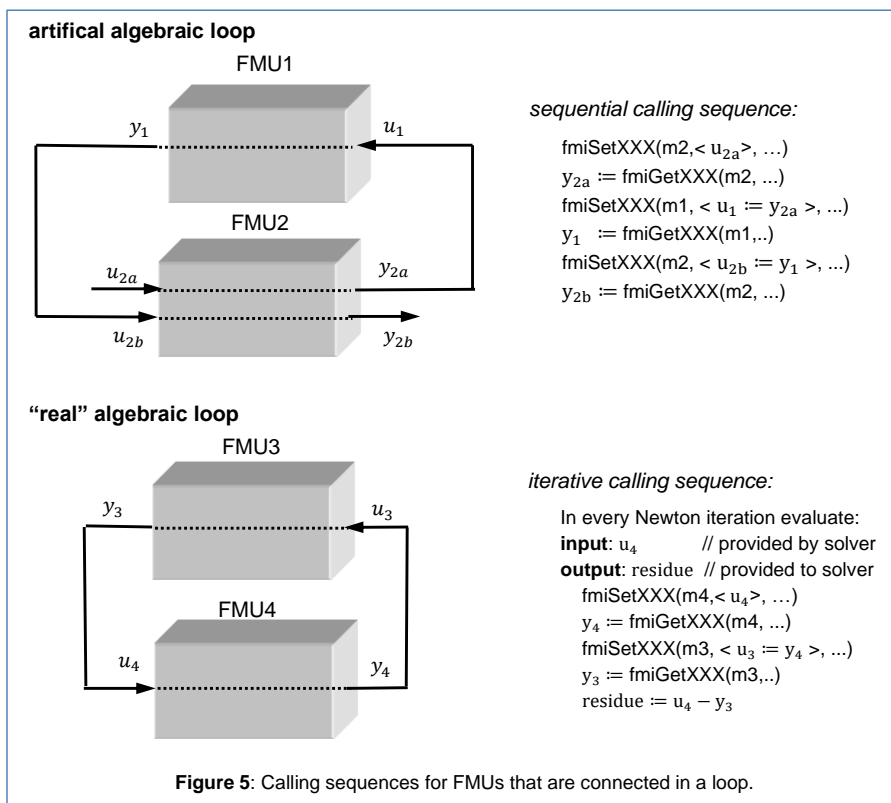 artifical algebraic loop
FMU1
y₁
u₁
FMU2
u₂ₐ
y₂ₐ
u₂b
y₂b
sequential calling sequence:
fmiSetXXX(m2,< u₂ₐ>, …)
y₂ₐ ≔ fmiGetXXX(m2, ...)
fmiSetXXX(m1, < u₁ ≔ y₂ₐ >, ...)
y₁ ≔ fmiGetXXX(m1,..)
fmiSetXXX(m2, < u₂b ≔ y₁ >, ...)
y₂b ≔ fmiGetXXX(m2, ...)
“real” algebraic loop
FMU3
y₃
u₃
FMU4
u₄
y₄
iterative calling sequence:
In every Newton iteration evaluate:
input: u₄ // provided by solver
output: residue // provided to solver
fmiSetXXX(m4,< u₄>, …)
y₄ ≔ fmiGetXXX(m4, ...)
fmiSetXXX(m3, < u₃ ≔ y₄ >, ...)
y₃ ≔ fmiGetXXX(m3,..)
residue ≔ u₄ − y₃
Figure 5: Calling sequences for FMUs that are connected in a loop.